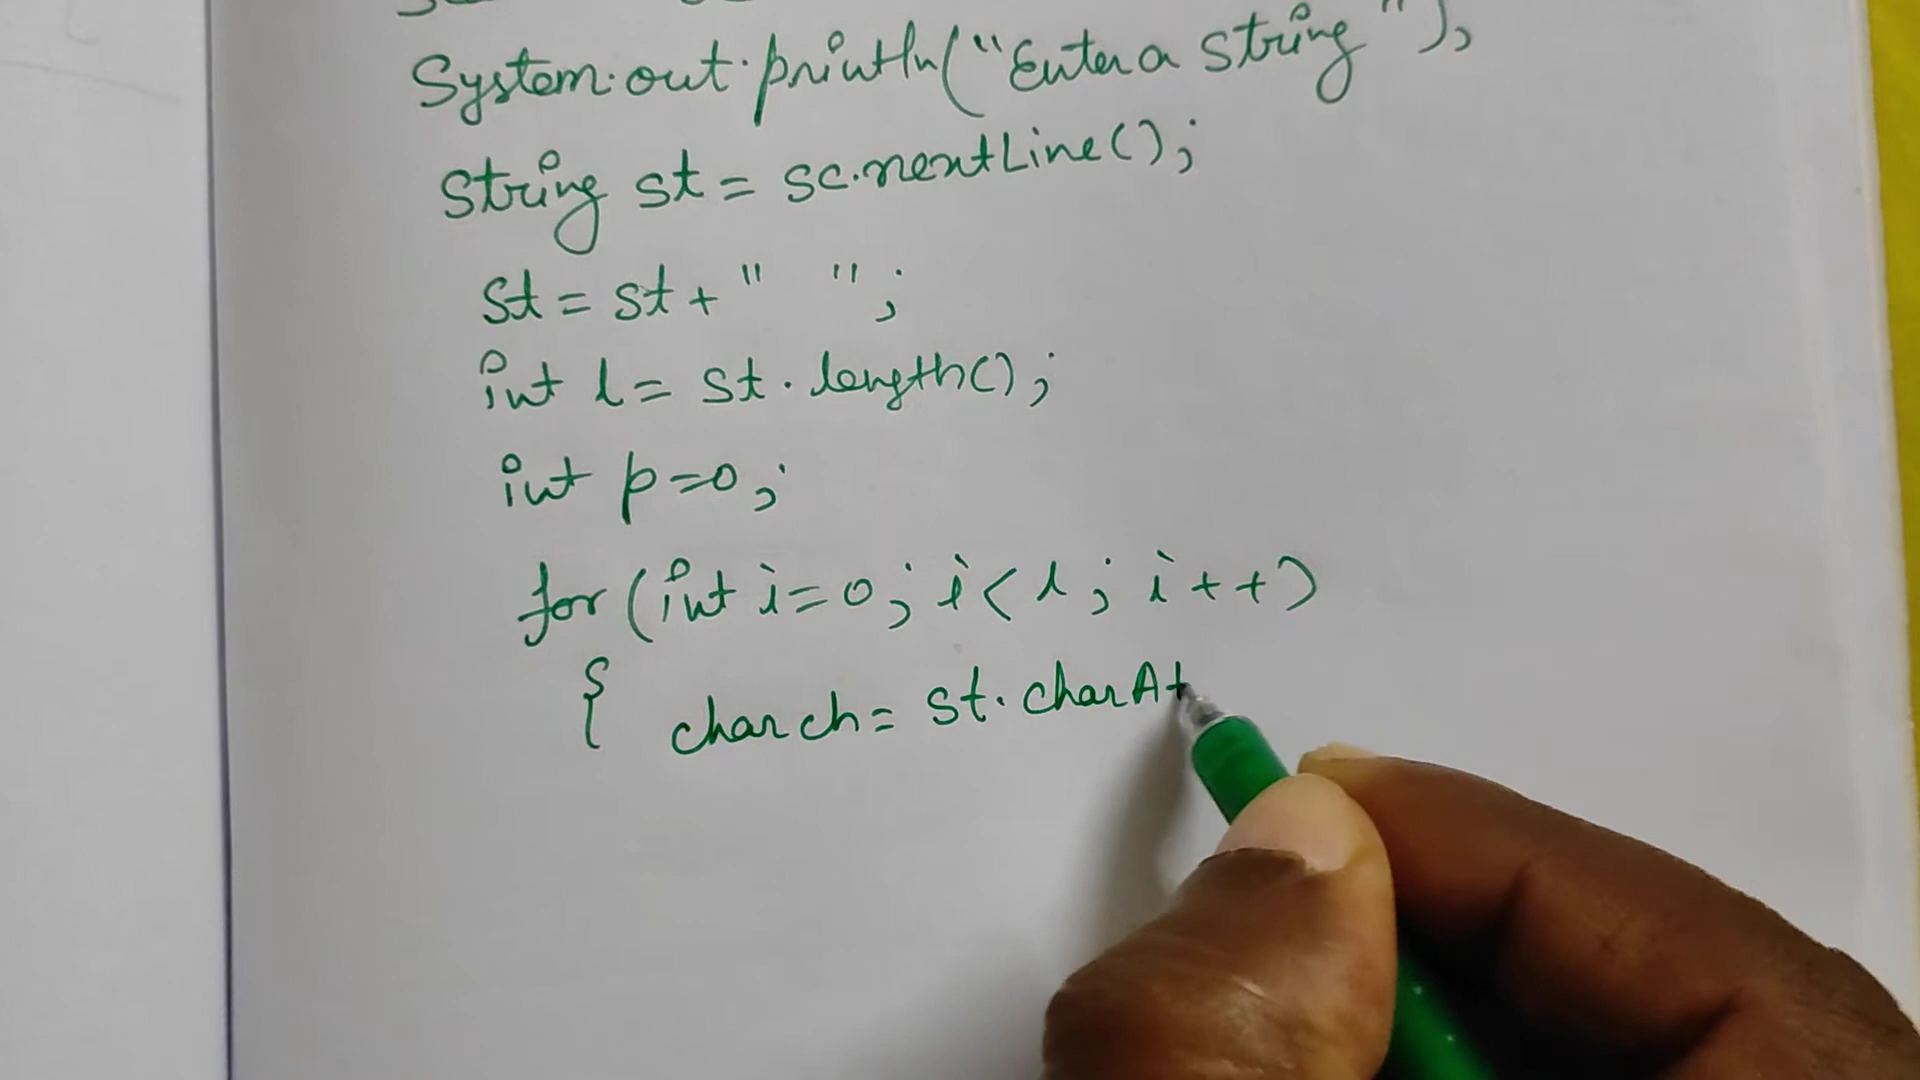 System.out.println("Enter a string");
String st = sc.nextLine();
st = st + " ";
int l = st.length();
int p=0;
for (int i=0; i<l; i++)
{ char ch = st.charAt